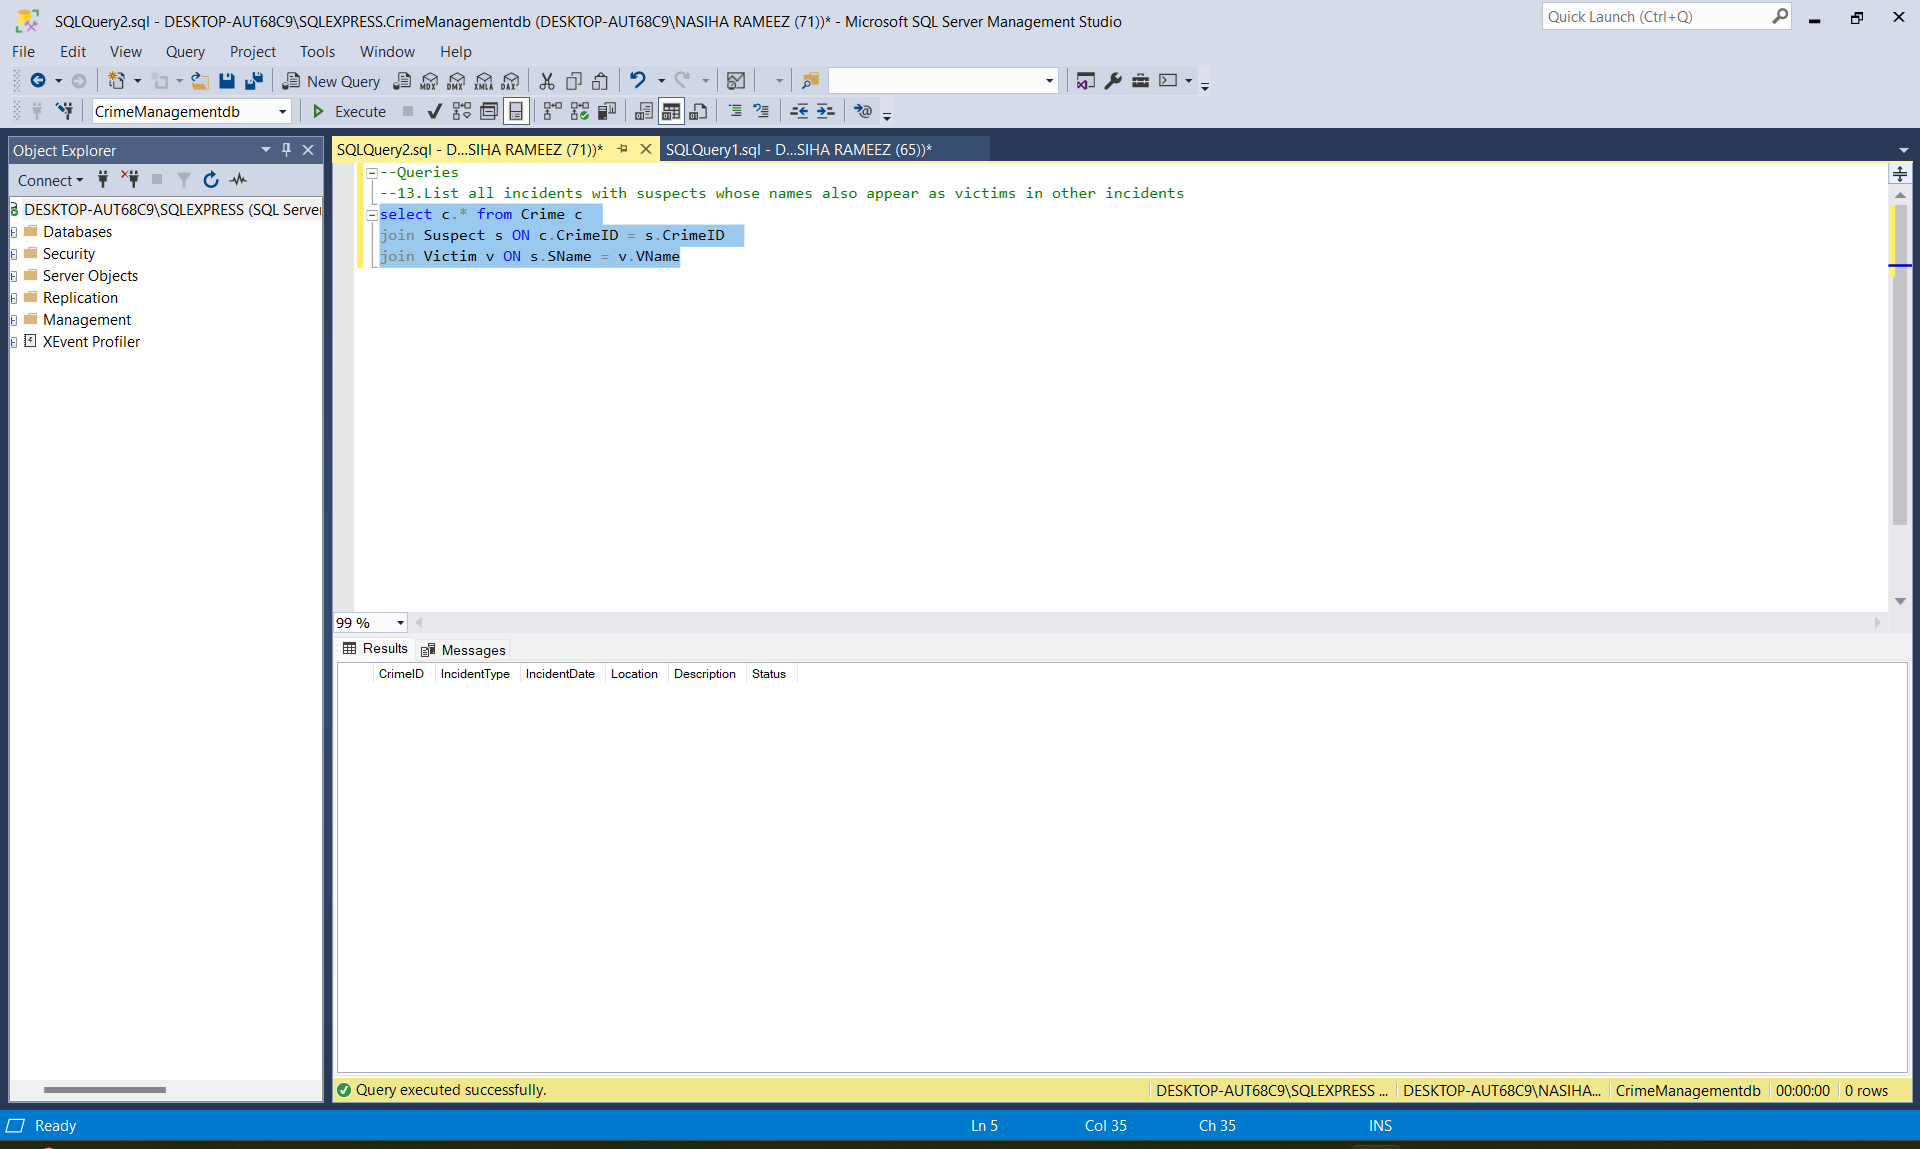 SQLQuery2.sql - DESKTOP-AUT68C9\SQLEXPRESS.CrimeManagementdb (DESKTOP-AUT68C9\NASIHA RAMEEZ (71))* - Microsoft SQL Server Management Studio
Quick Launch (Ctrl+Q)
File Edit View Query Project Tools Window Help
New Query MDX DMX XMLA DAX
CrimeManagementdb Execute
Object Explorer
SQLQuery2.sql - D...SIHA RAMEEZ (71))* SQLQuery1.sql - D...SIHA RAMEEZ (65))*
Connect
DESKTOP-AUT68C9\SQLEXPRESS (SQL Server
Databases
Security
Server Objects
Replication
Management
XEvent Profiler
--Queries
--13.List all incidents with suspects whose names also appear as victims in other incidents
select c.* from Crime c
join Suspect s ON c.CrimeID = s.CrimeID
join Victim v ON s.SName = v.VName
99 %
Results Messages
CrimeID IncidentType IncidentDate Location Description Status
Query executed successfully. DESKTOP-AUT68C9\SQLEXPRESS ... DESKTOP-AUT68C9\NASIHA... CrimeManagementdb 00:00:00 0 rows
Ready Ln 5 Col 35 Ch 35 INS